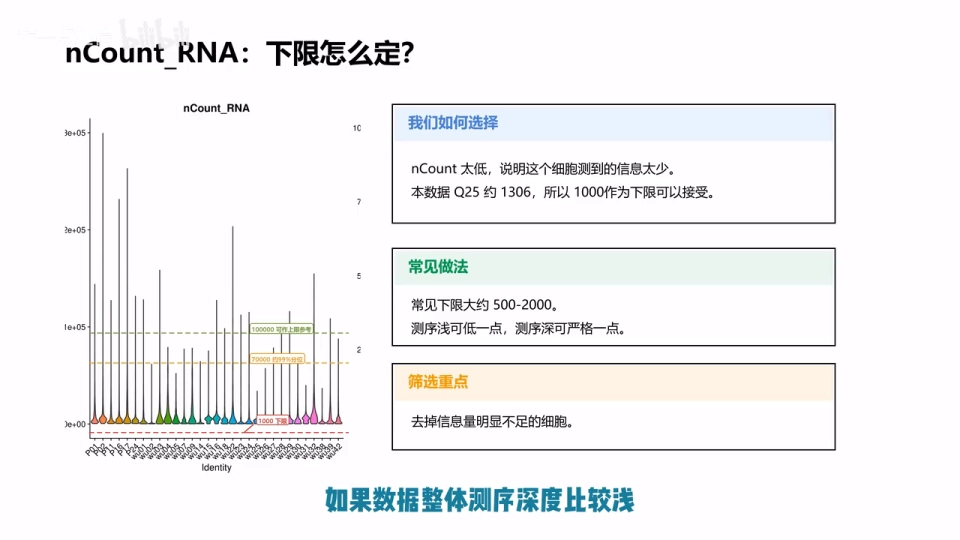 nCount_RNA：下限怎么定？
nCount_RNA
3e+05
2e+05
1e+05
0e+00
100000 可作上限参考
70000 约99%分位
1000 下限
Identity
10
7
5
2
我们如何选择
nCount 太低，说明这个细胞测到的信息太少。
本数据 Q25 约 1306，所以 1000作为下限可以接受。
常见做法
常见下限大约 500-2000。
测序浅可低一点，测序深可严格一点。
筛选重点
去掉信息量明显不足的细胞。
如果数据整体测序深度比较浅